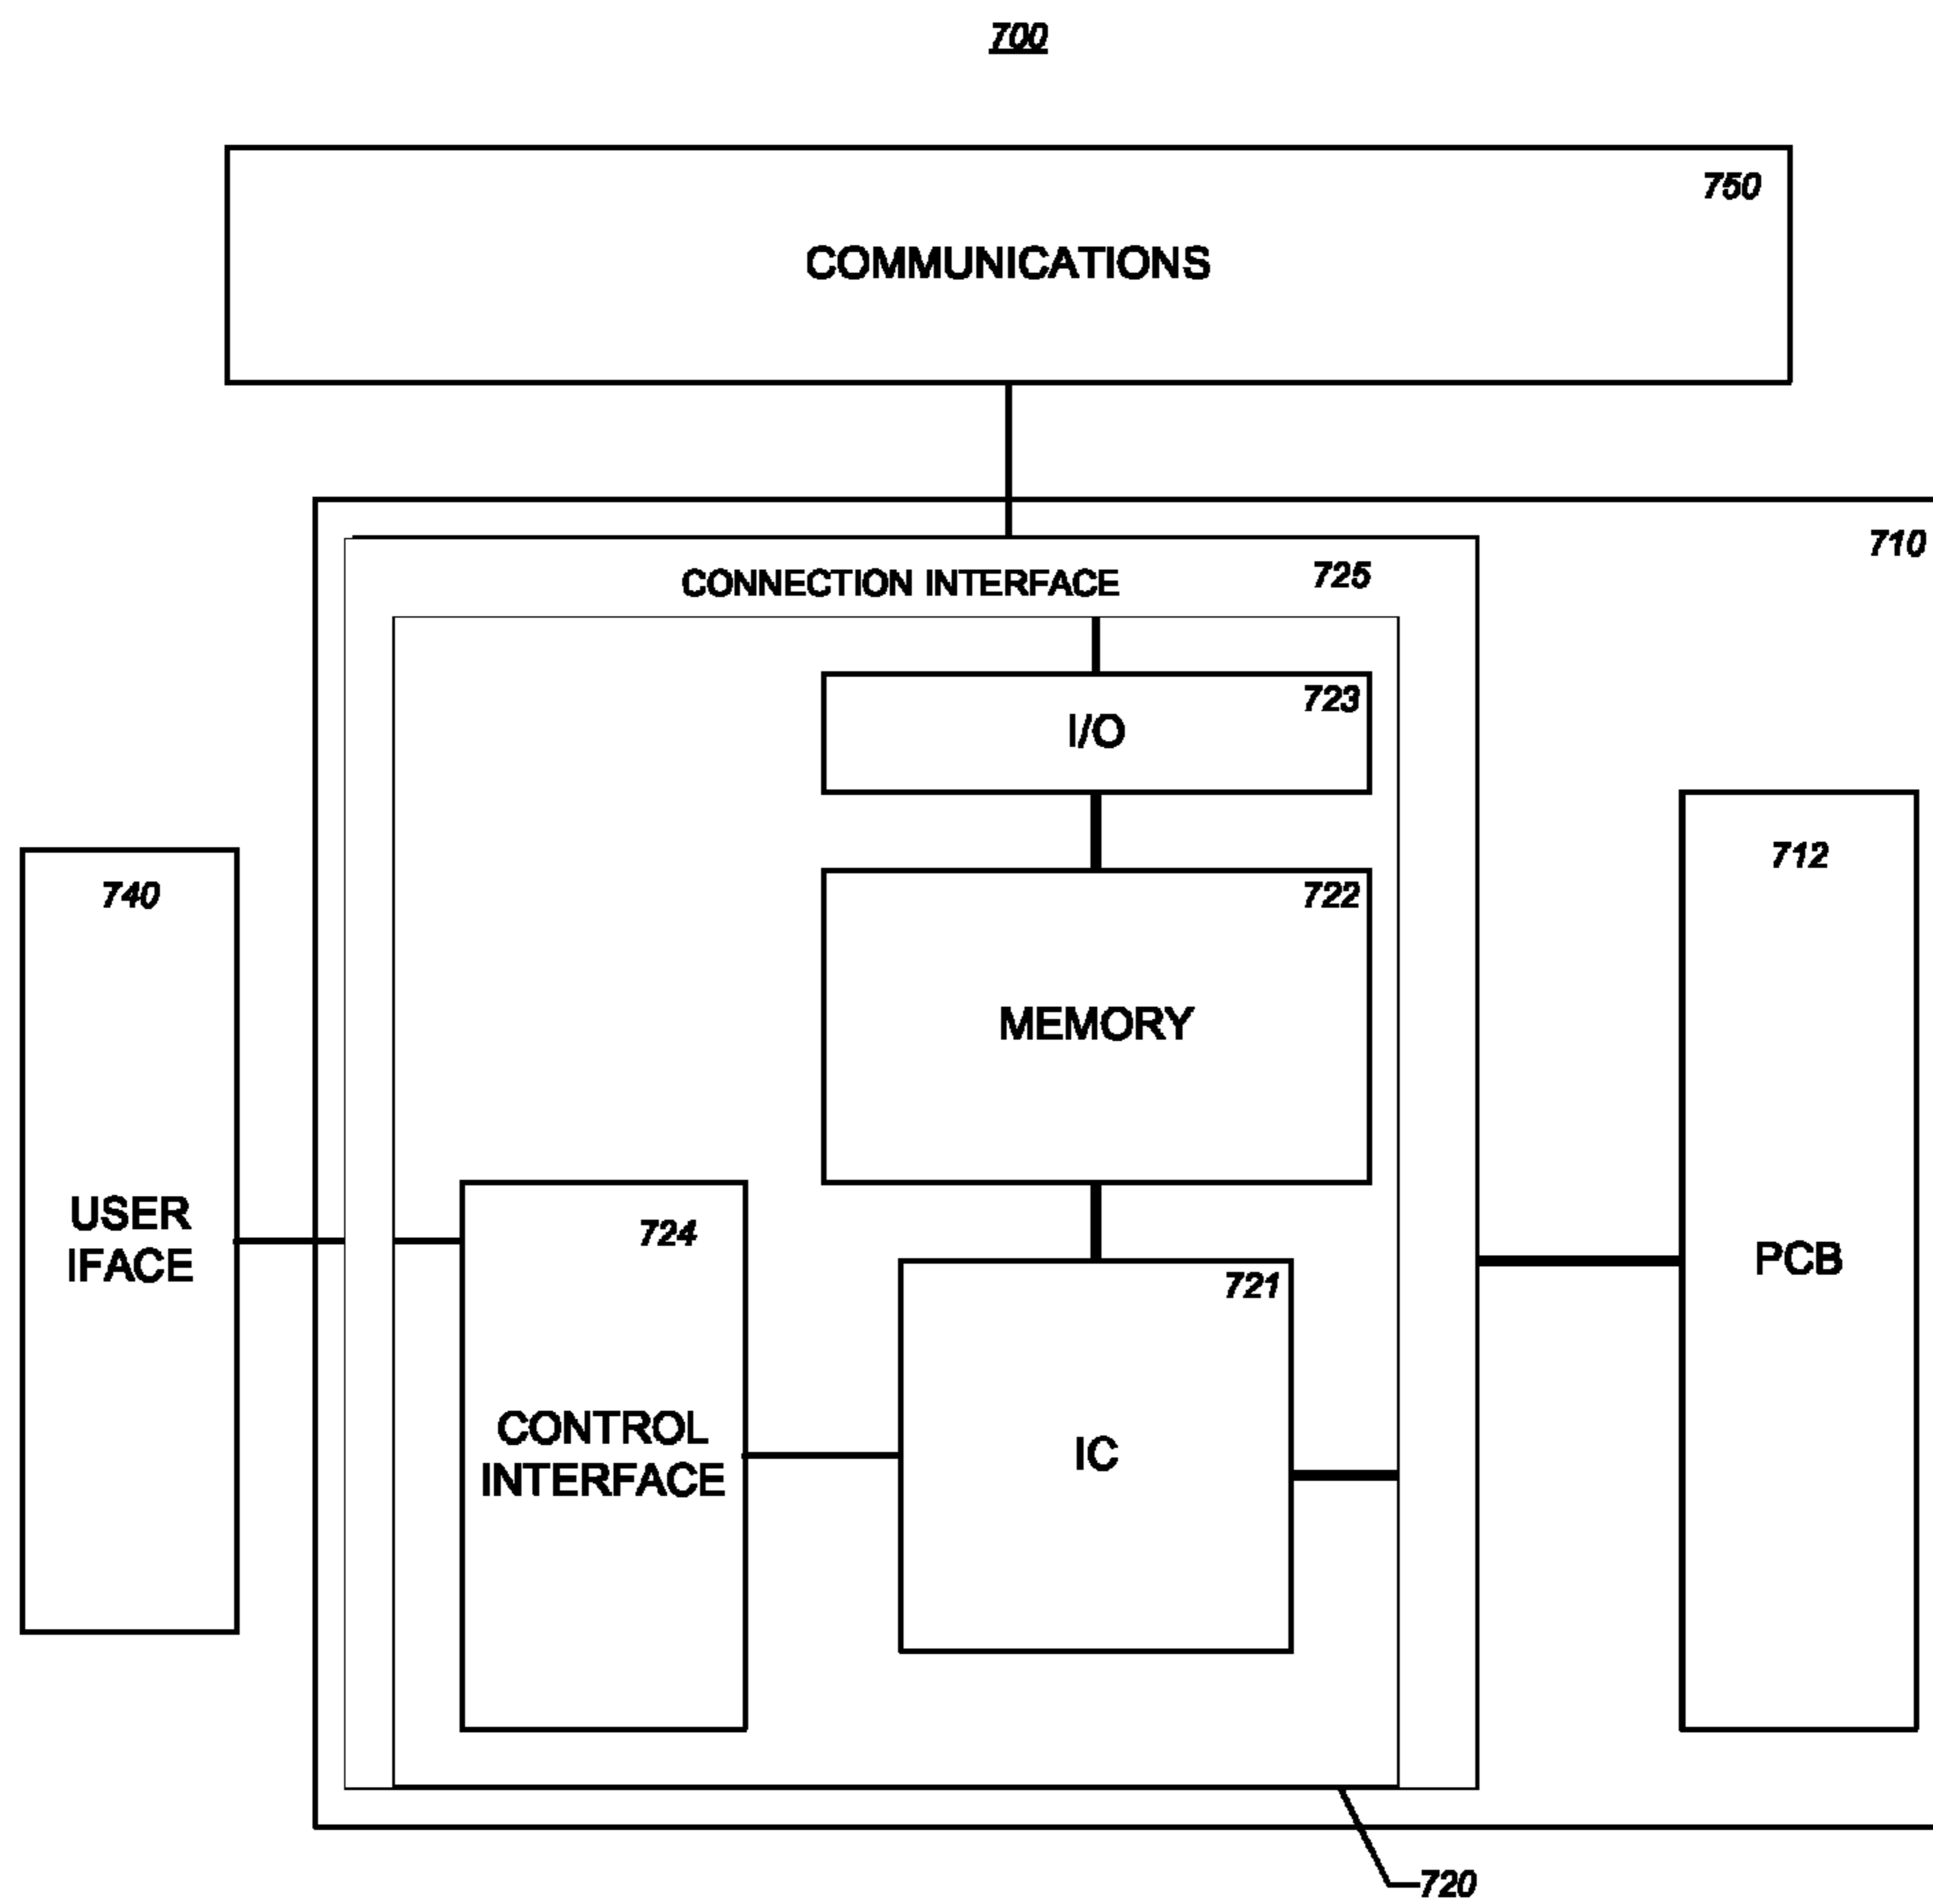 700
750
COMMUNICATIONS
710
CONNECTION INTERFACE
725
723
I/O
722
MEMORY
740
USER
IFACE
724
CONTROL
INTERFACE
721
IC
712
PCB
720